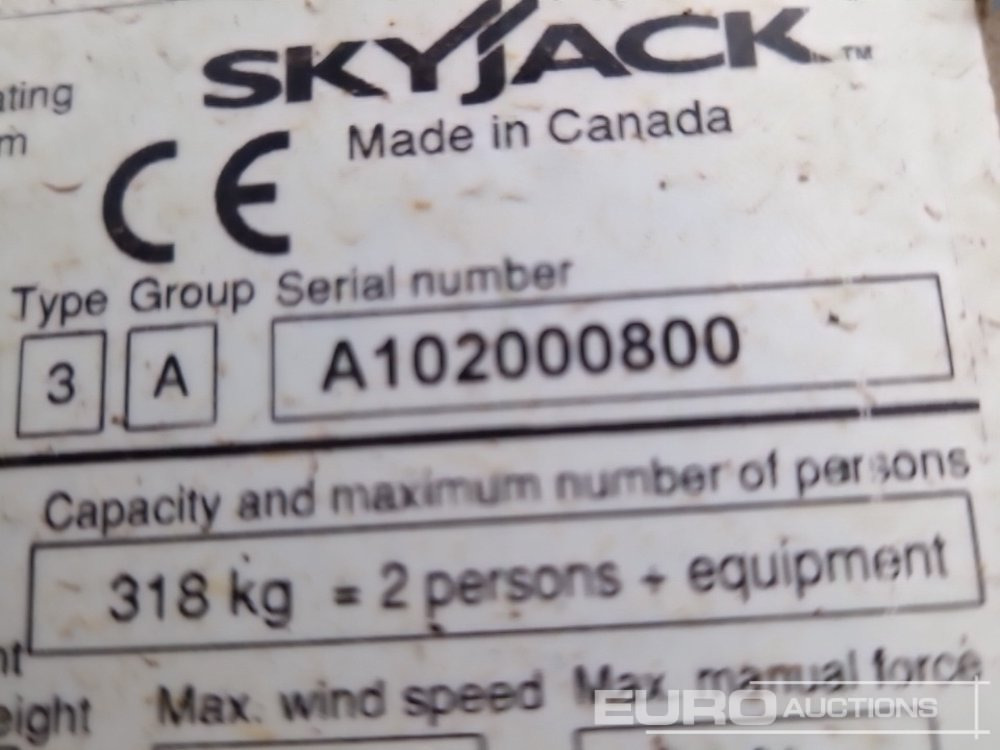 SKYJACK™
ating
Made in Canada
m
CE
Type Group Serial number
3 A A102000800
Capacity and maximum number of persons
318 kg = 2 persons + equipment
ht
eight Max. wind speed Max. manual force
EURO AUCTIONS